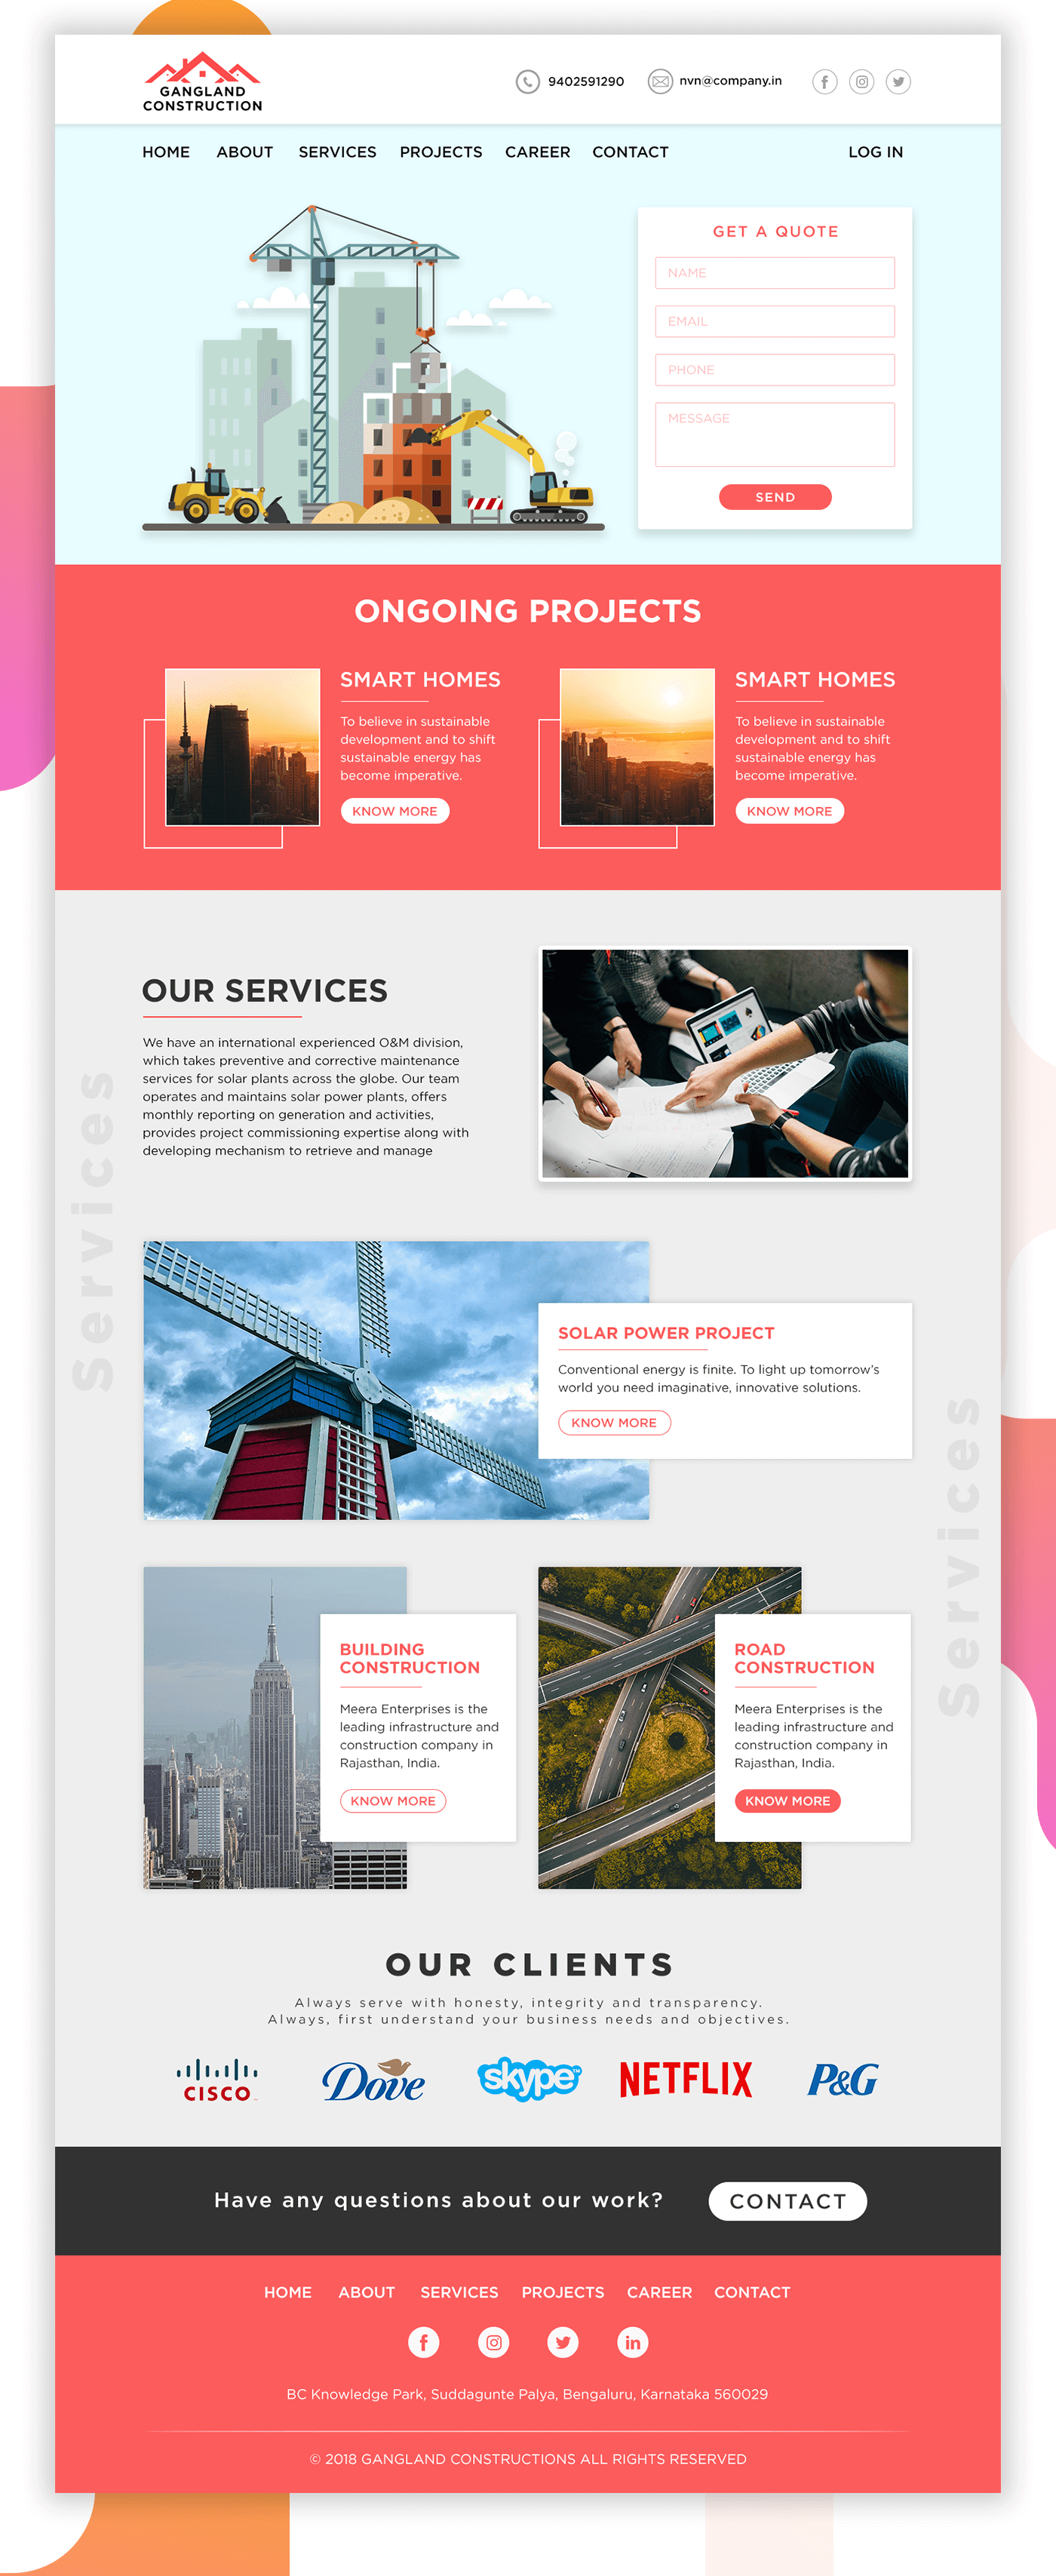 GANGLAND
CONSTRUCTION
9402591290
nvn@company.in
HOME ABOUT SERVICES PROJECTS CAREER CONTACT LOG IN
GET A QUOTE
NAME
EMAIL
PHONE
MESSAGE
SEND
ONGOING PROJECTS
SMART HOMES
To believe in sustainable
development and to shift
sustainable energy has
become imperative.
KNOW MORE
SMART HOMES
To believe in sustainable
development and to shift
sustainable energy has
become imperative.
KNOW MORE
OUR SERVICES
We have an international experienced O&M division,
which takes preventive and corrective maintenance
services for solar plants across the globe. Our team
operates and maintains solar power plants, offers
monthly reporting on generation and activities,
provides project commissioning expertise along with
developing mechanism to retrieve and manage
Services
SOLAR POWER PROJECT
Conventional energy is finite. To light up tomorrow's
world you need imaginative, innovative solutions.
KNOW MORE
Services
BUILDING
CONSTRUCTION
Meera Enterprises is the
leading infrastructure and
construction company in
Rajasthan, India.
KNOW MORE
ROAD
CONSTRUCTION
Meera Enterprises is the
leading infrastructure and
construction company in
Rajasthan, India.
KNOW MORE
OUR CLIENTS
Always serve with honesty, integrity and transparency.
Always, first understand your business needs and objectives.
CISCO
Dove
skype™
NETFLIX
P&G
Have any questions about our work?
CONTACT
HOME ABOUT SERVICES PROJECTS CAREER CONTACT
BC Knowledge Park, Suddagunte Palya, Bengaluru, Karnataka 560029
© 2018 GANGLAND CONSTRUCTIONS ALL RIGHTS RESERVED